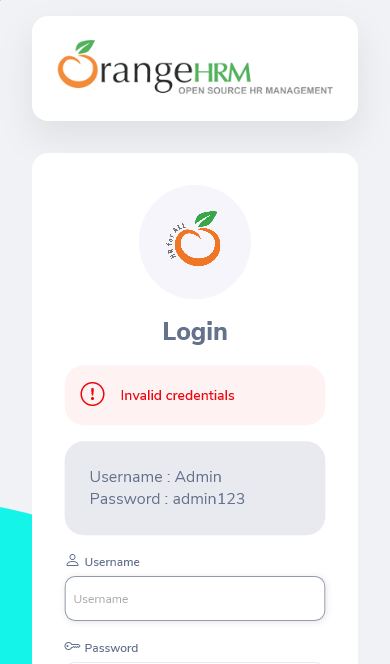 OrangeHRM
OPEN SOURCE HR MANAGEMENT
HR for ALL
Login
Invalid credentials
Username : Admin
Password : admin123
Username
Username
Password